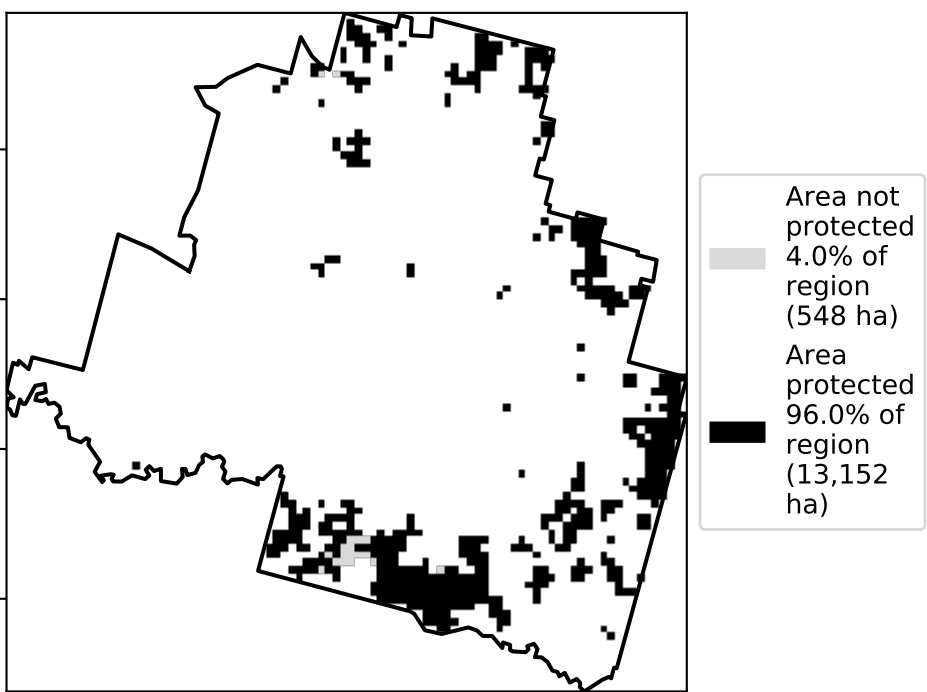 Area not
protected
4.0% of
region
(548 ha)
Area
protected
96.0% of
region
(13,152
ha)